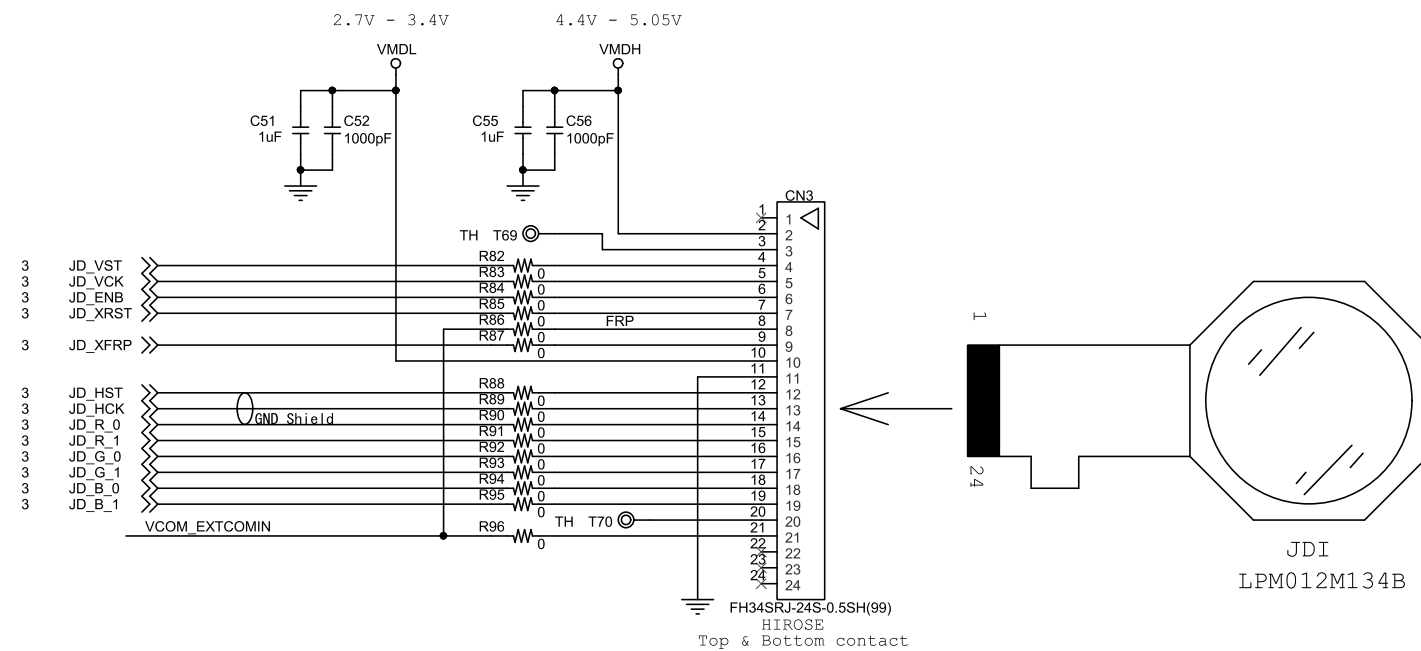 2.7V - 3.4V
4.4V - 5.05V
VMDL
VMDH
C51
1uF
C52
1000pF
C55
1uF
C56
1000pF
CN3
TH T69
TH T70
3 JD_VST R82 0
3 JD_VCK R83 0
3 JD_ENB R84 0
3 JD_XRST R85 0
R86 0 FRP
3 JD_XFRP R87 0
3 JD_HST R88 0
3 JD_HCK R89 0
GND Shield
3 JD_R_0 R90 0
3 JD_R_1 R91 0
3 JD_G_0 R92 0
3 JD_G_1 R93 0
3 JD_B_0 R94 0
3 JD_B_1 R95 0
VCOM_EXTCOMIN R96 0
1 1
2 2
3 3
4 4
5 5
6 6
7 7
8 8
9 9
10 10
11 11
12 12
13 13
14 14
15 15
16 16
17 17
18 18
19 19
20 20
21 21
22 22
23 23
24 24
FH34SRJ-24S-0.5SH(99)
HIROSE
Top & Bottom contact
1
24
JDI
LPM012M134B